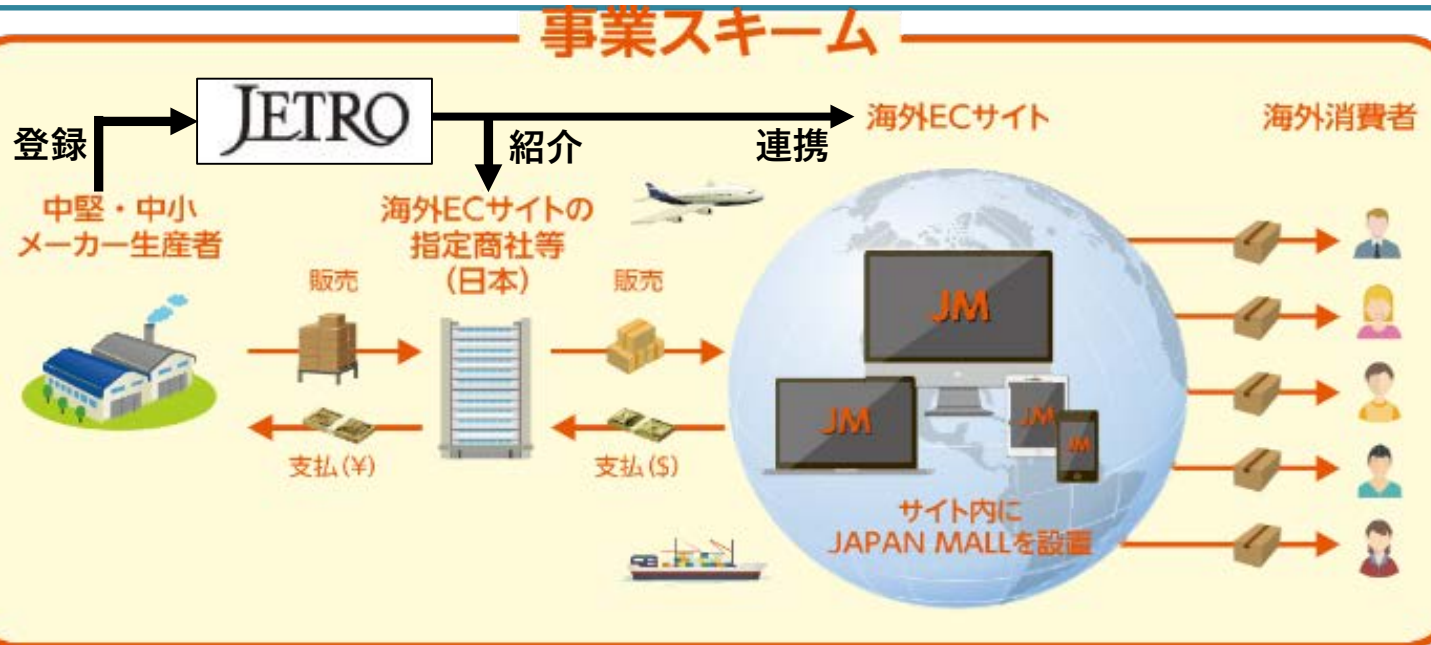 事業スキーム
JETRO
登録
紹介
連携
海外ECサイト
海外消費者
中堅・中小
メーカー生産者
海外ECサイトの
指定商社等
(日本)
販売
販売
支払(¥)
支払($)
JM
JM
JM
JM
サイト内に
JAPAN MALLを設置